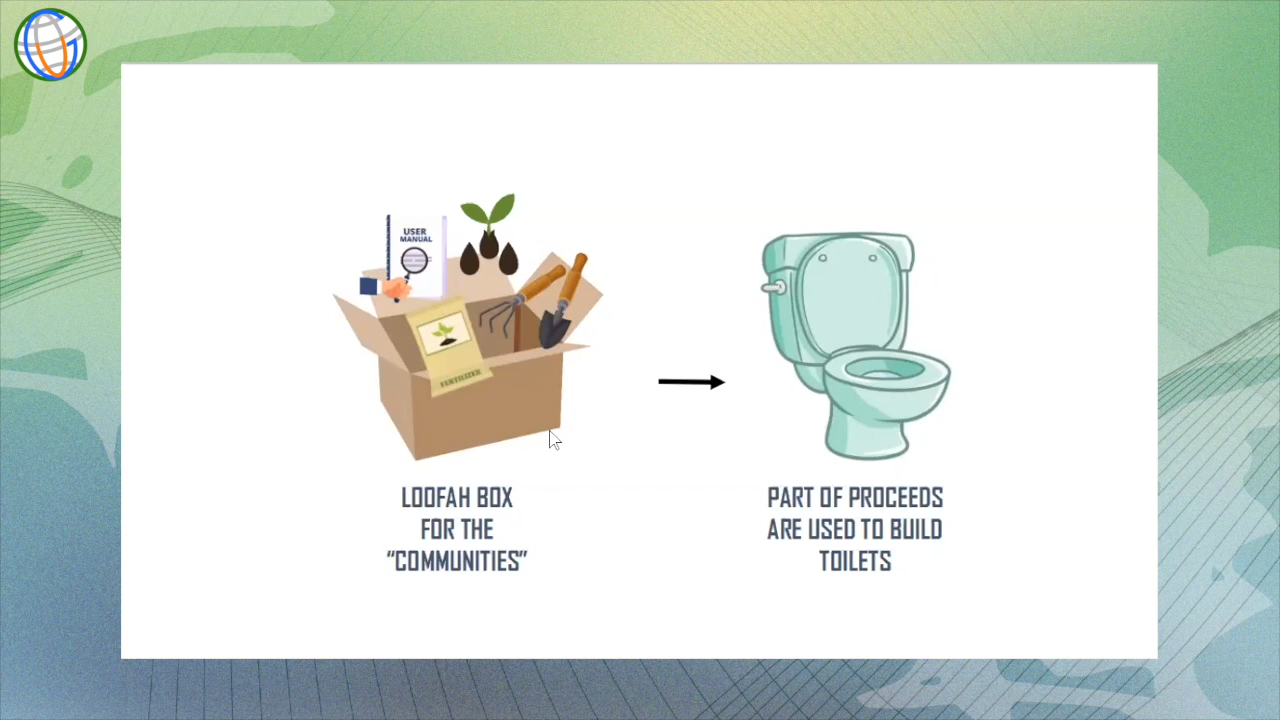 USER
MANUAL
FERTILIZER
LOOFAH BOX
FOR THE
“COMMUNITIES”
PART OF PROCEEDS
ARE USED TO BUILD
TOILETS